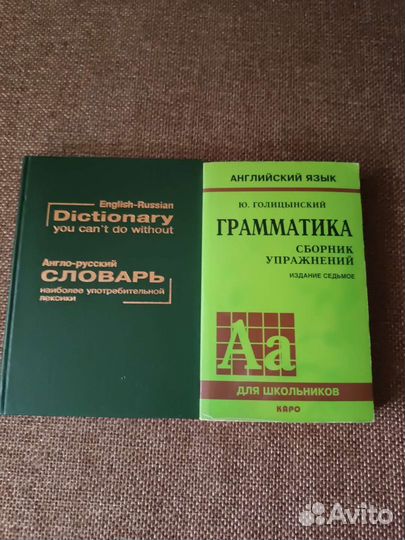 English-Russian
Dictionary
you can't do without
Англо-русский
СЛОВАРЬ
наиболее употребительной
лексики
АНГЛИЙСКИЙ ЯЗЫК
Ю. ГОЛИЦЫНСКИЙ
ГРАММАТИКА
СБОРНИК
УПРАЖНЕНИЙ
ИЗДАНИЕ СЕДЬМОЕ
Аа
ДЛЯ ШКОЛЬНИКОВ
КАРО
Avito